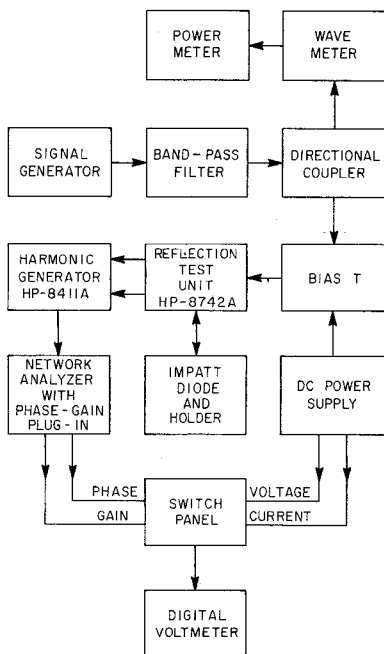 POWER
METER
WAVE
METER
SIGNAL
GENERATOR
BAND-PASS
FILTER
DIRECTIONAL
COUPLER
HARMONIC
GENERATOR
HP-8411A
REFLECTION
TEST
UNIT
HP-8742A
BIAS T
NETWORK
ANALYZER
WITH
PHASE-GAIN
PLUG-IN
IMPATT
DIODE
AND
HOLDER
DC POWER
SUPPLY
PHASE
GAIN
SWITCH
PANEL
VOLTAGE
CURRENT
DIGITAL
VOLTMETER